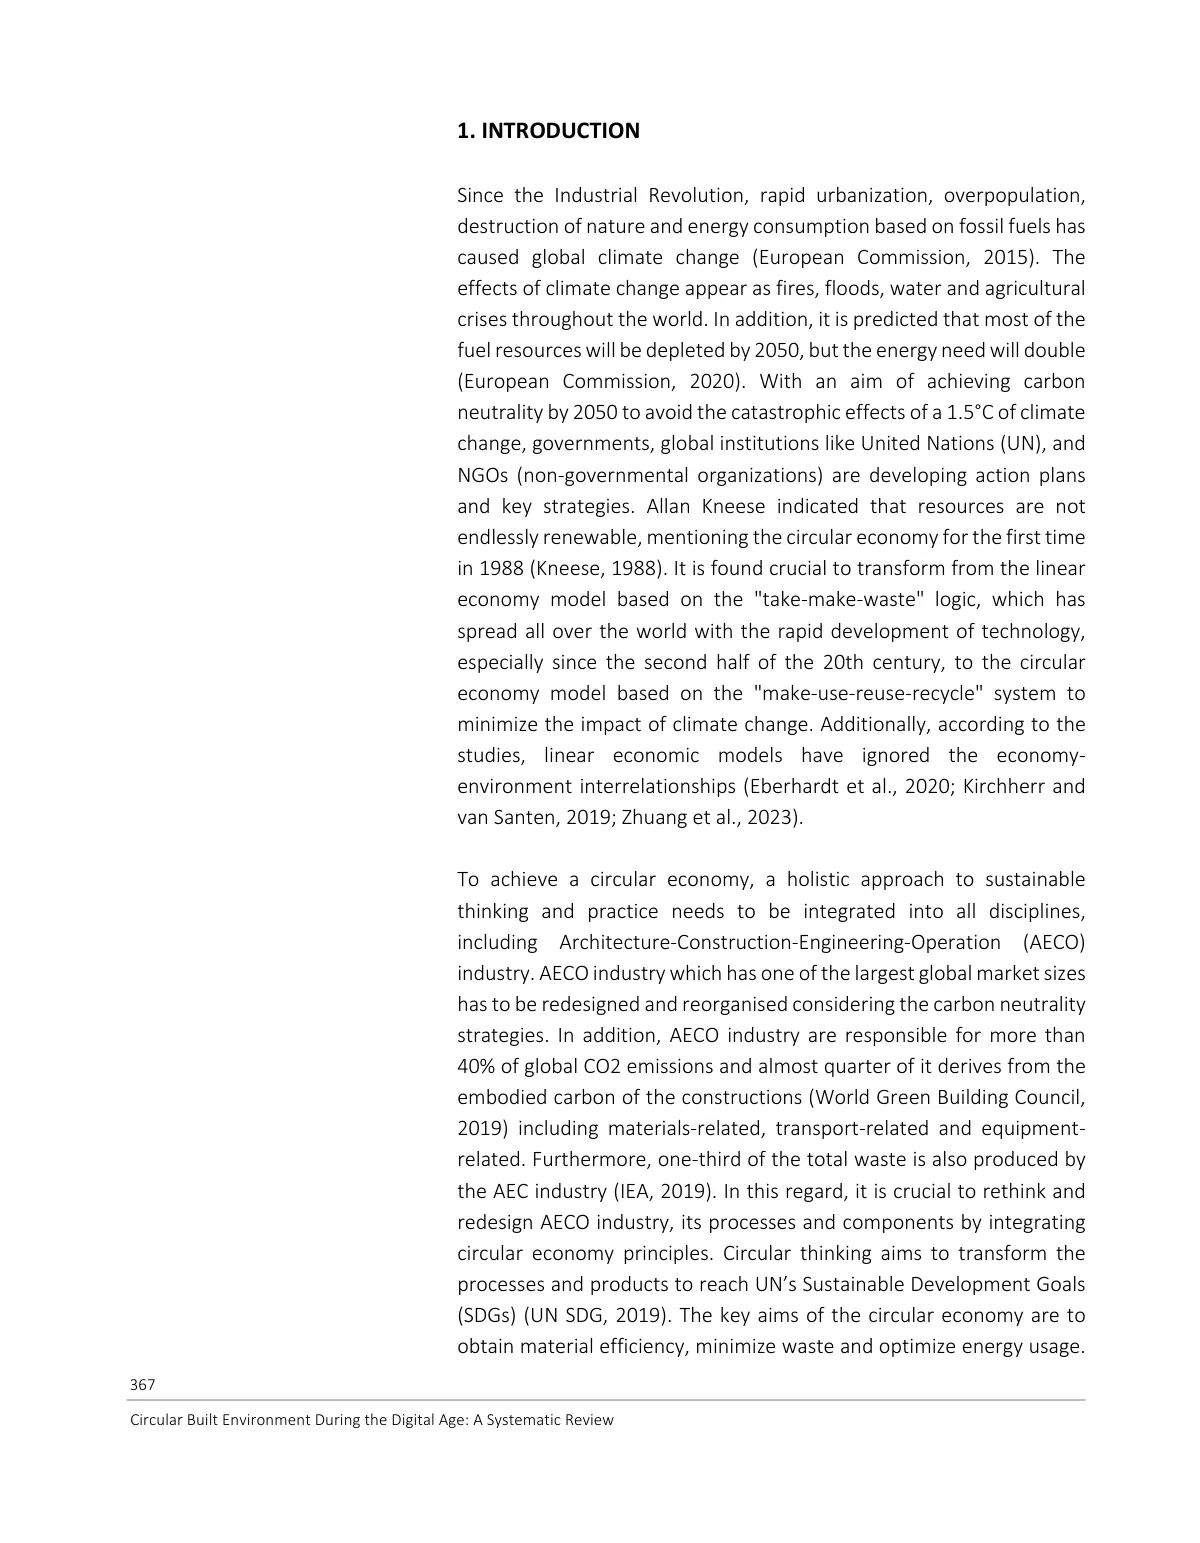 1. INTRODUCTION
Since the Industrial Revolution, rapid urbanization, overpopulation,
destruction of nature and energy consumption based on fossil fuels has
caused global climate change (European Commission, 2015). The
effects of climate change appear as fires, floods, water and agricultural
crises throughout the world. In addition, it is predicted that most of the
fuel resources will be depleted by 2050, but the energy need will double
(European Commission, 2020). With an aim of achieving carbon
neutrality by 2050 to avoid the catastrophic effects of a 1.5°C of climate
change, governments, global institutions like United Nations (UN), and
NGOs (non-governmental organizations) are developing action plans
and key strategies. Allan Kneese indicated that resources are not
endlessly renewable, mentioning the circular economy for the first time
in 1988 (Kneese, 1988). It is found crucial to transform from the linear
economy model based on the "take-make-waste" logic, which has
spread all over the world with the rapid development of technology,
especially since the second half of the 20th century, to the circular
economy model based on the "make-use-reuse-recycle" system to
minimize the impact of climate change. Additionally, according to the
studies, linear economic models have ignored the economy-
environment interrelationships (Eberhardt et al., 2020; Kirchherr and
van Santen, 2019; Zhuang et al., 2023).
To achieve a circular economy, a holistic approach to sustainable
thinking and practice needs to be integrated into all disciplines,
including Architecture-Construction-Engineering-Operation (AECO)
industry. AECO industry which has one of the largest global market sizes
has to be redesigned and reorganised considering the carbon neutrality
strategies. In addition, AECO industry are responsible for more than
40% of global CO2 emissions and almost quarter of it derives from the
embodied carbon of the constructions (World Green Building Council,
2019) including materials-related, transport-related and equipment-
related. Furthermore, one-third of the total waste is also produced by
the AEC industry (IEA, 2019). In this regard, it is crucial to rethink and
redesign AECO industry, its processes and components by integrating
circular economy principles. Circular thinking aims to transform the
processes and products to reach UN’s Sustainable Development Goals
(SDGs) (UN SDG, 2019). The key aims of the circular economy are to
obtain material efficiency, minimize waste and optimize energy usage.
367
Circular Built Environment During the Digital Age: A Systematic Review